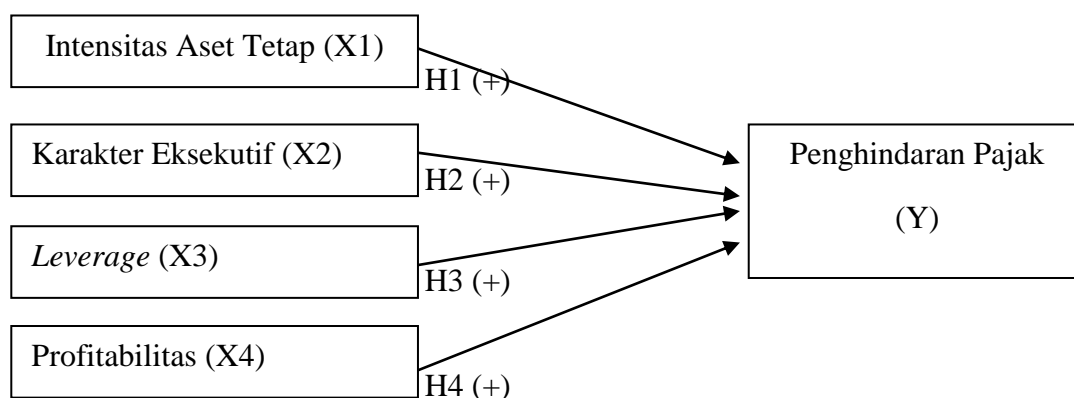 Intensitas Aset Tetap (X1)
H1 (+)
Karakter Eksekutif (X2)
H2 (+)
Leverage (X3)
H3 (+)
Profitabilitas (X4)
H4 (+)
Penghindaran Pajak
(Y)